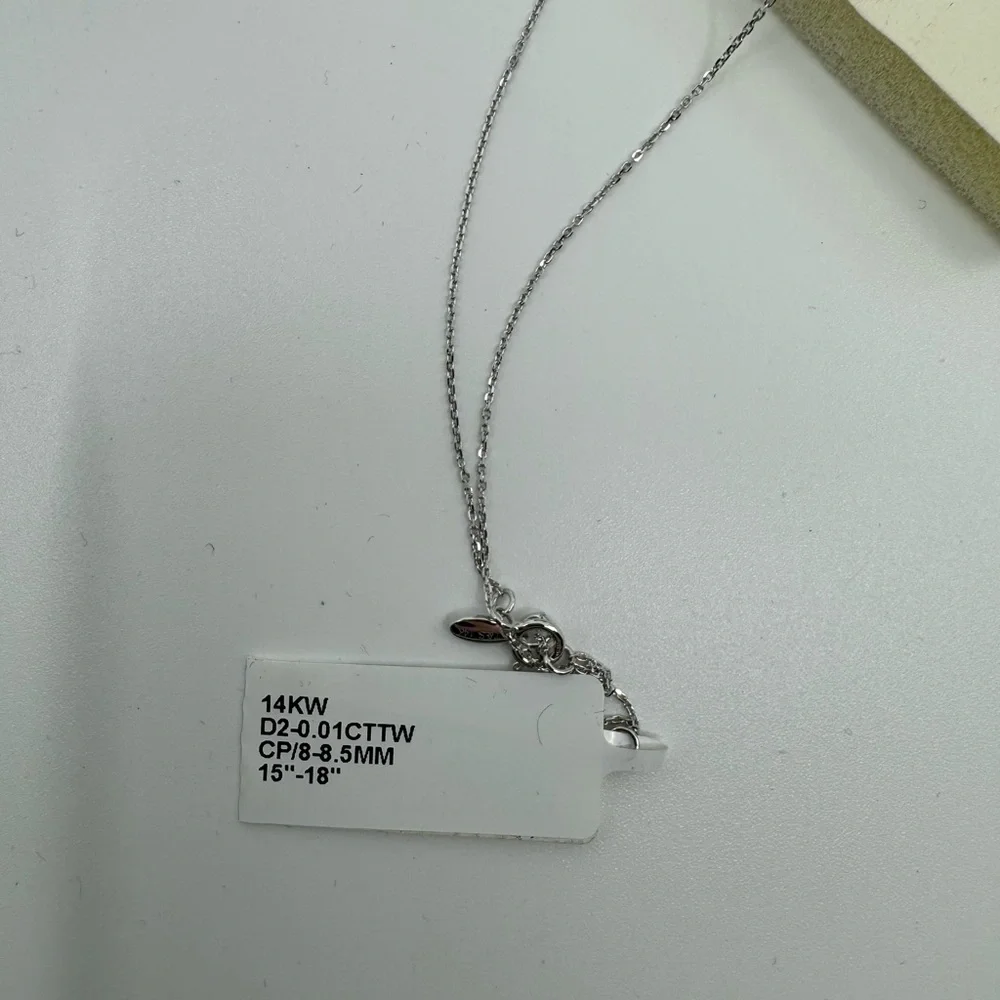 14KW
D2-0.01CTTW
CP/8-8.5MM
15"-18"